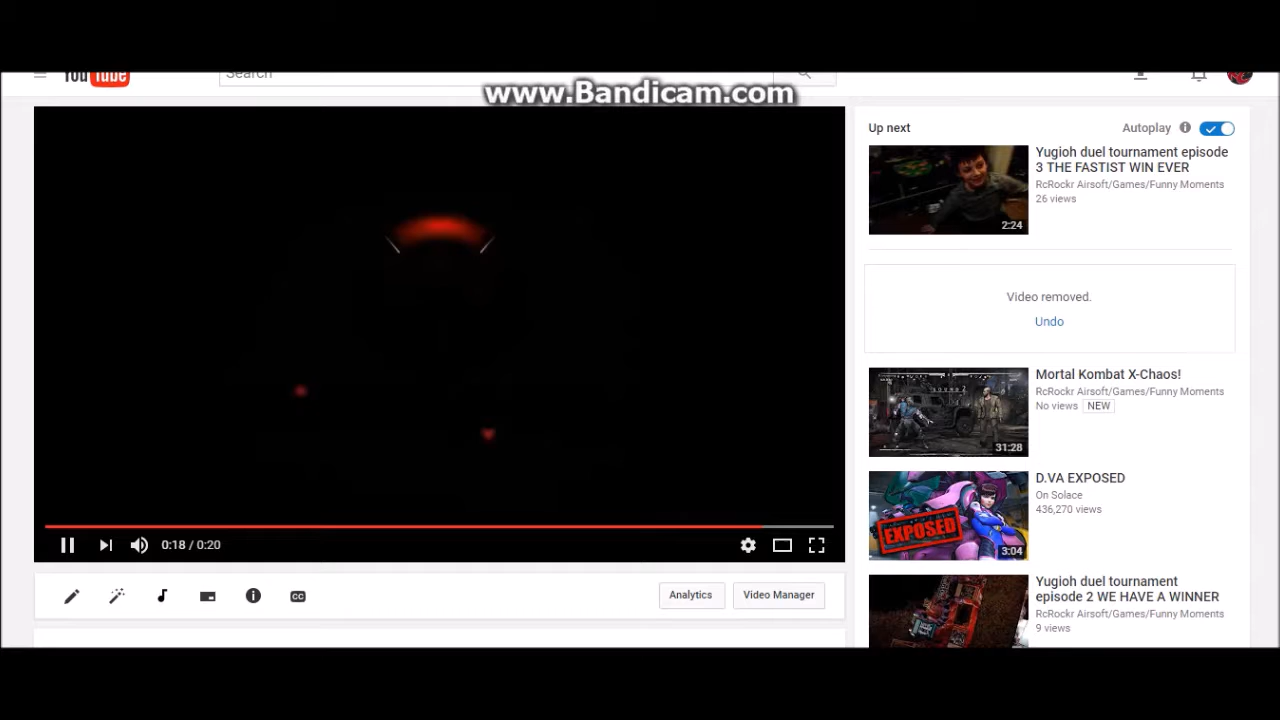 YouTube
Search
www.Bandicam.com
Up next
Autoplay
Yugioh duel tournament episode
3 THE FASTIST WIN EVER
RcRockr Airsoft/Games/Funny Moments
26 views
2:24
Video removed.
Undo
Mortal Kombat X-Chaos!
RcRockr Airsoft/Games/Funny Moments
No views NEW
31:28
D.VA EXPOSED
On Solace
436,270 views
EXPOSED
3:04
Yugioh duel tournament
episode 2 WE HAVE A WINNER
RcRockr Airsoft/Games/Funny Moments
9 views
0:18 / 0:20
CC
Analytics
Video Manager